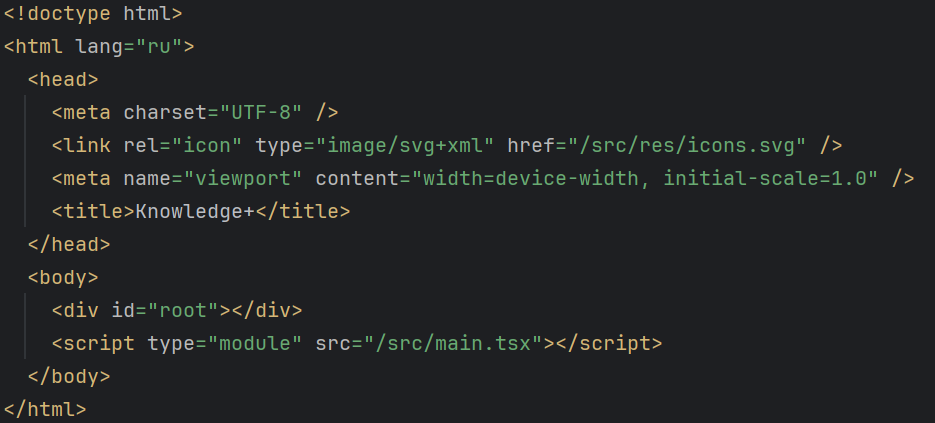 <!doctype html>
<html lang="ru">
  <head>
    <meta charset="UTF-8" />
    <link rel="icon" type="image/svg+xml" href="/src/res/icons.svg" />
    <meta name="viewport" content="width=device-width, initial-scale=1.0" />
    <title>Knowledge+</title>
  </head>
  <body>
    <div id="root"></div>
    <script type="module" src="/src/main.tsx"></script>
  </body>
</html>